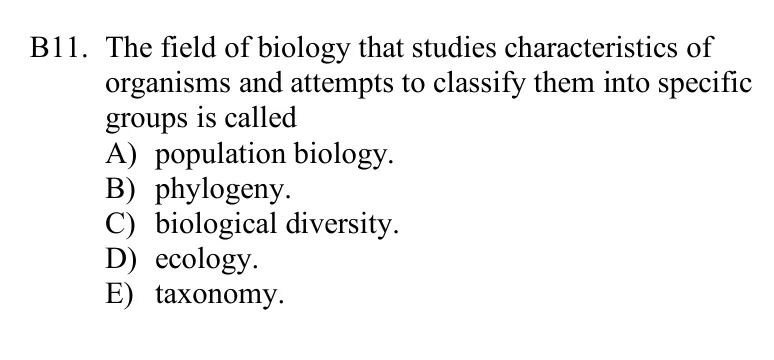 B11. The field of biology that studies characteristics of
organisms and attempts to classify them into specific
groups is called
A) population biology.
B) phylogeny.
C) biological diversity.
D) ecology.
E) taxonomy.